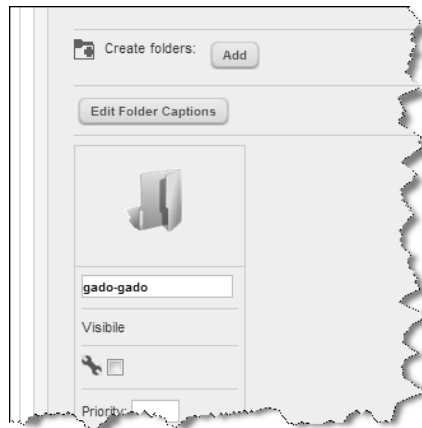 Create folders: Add
Edit Folder Captions
gado-gado
Visibile
Priority: